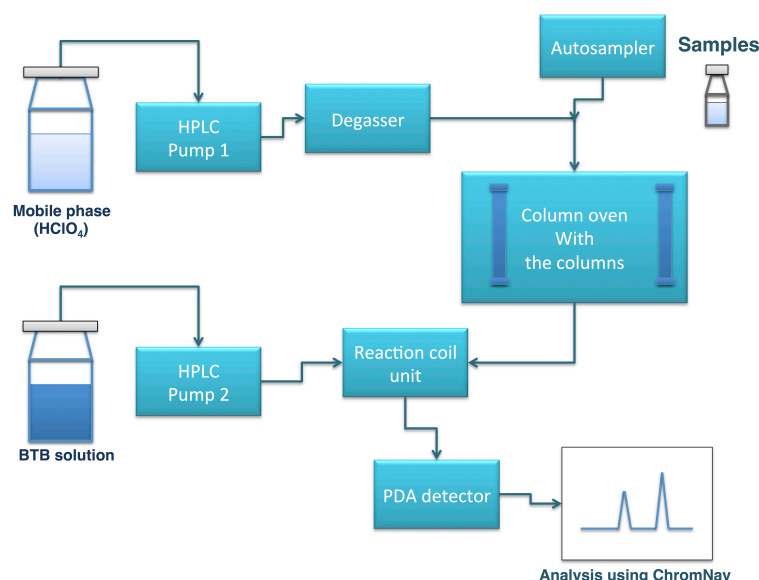 Autosampler
Samples
HPLC
Pump 1
Degasser
Mobile phase
(HClO₄)
Column oven
With
the columns
HPLC
Pump 2
Reaction coil
unit
BTB solution
PDA detector
Analysis using ChromNav